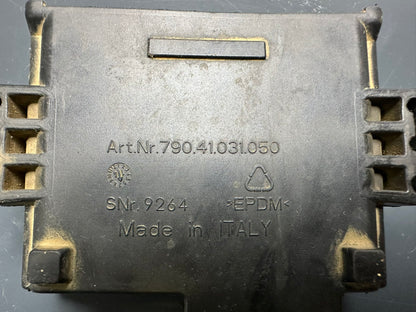 Art.Nr.790.41.031.050
SNr.9264 >EPDM<
Made in ITALY